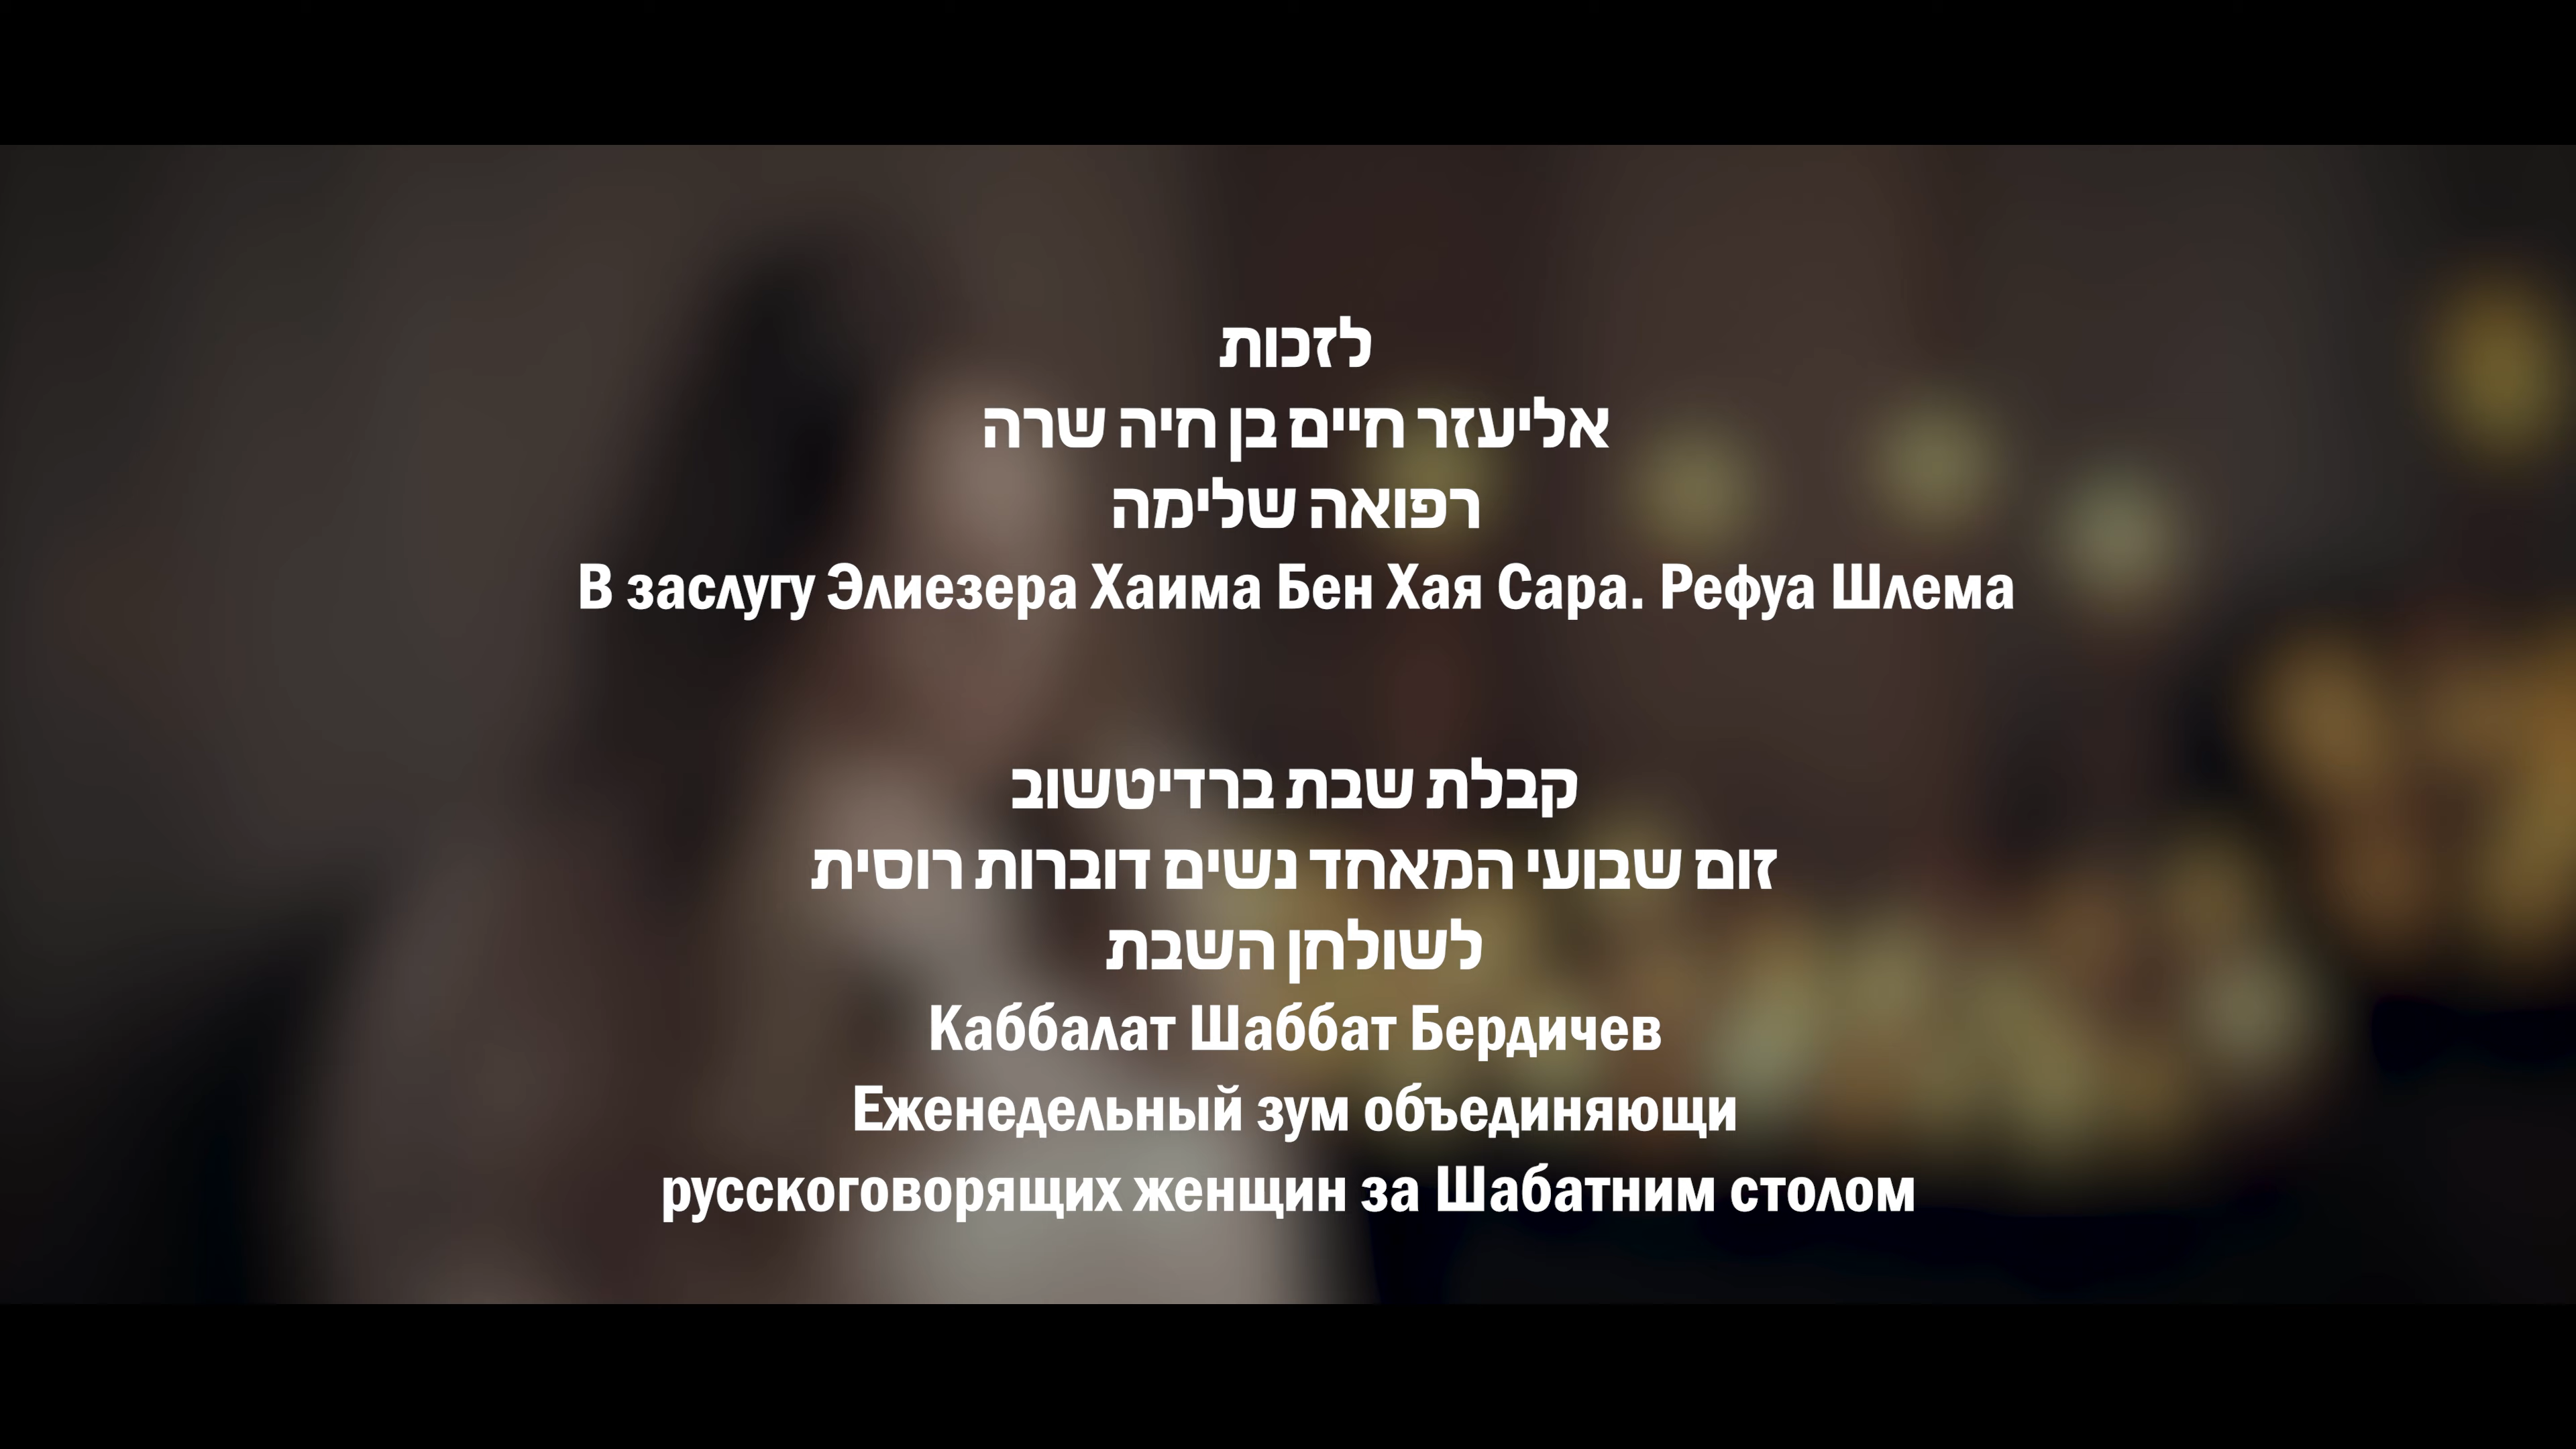 לזכות
אליעזר חיים בן חיה שרה
רפואה שלימה
В заслугу Элиезера Хаима Бен Хая Сара. Рефуа Шлема
קבלת שבת ברדיטשוב
זום שבועי המאחד נשים דוברות רוסית
לשולחן השבת
Каббалат Шаббат Бердичев
Еженедельный зум объединяющи
русскоговорящих женщин за Шабатним столом